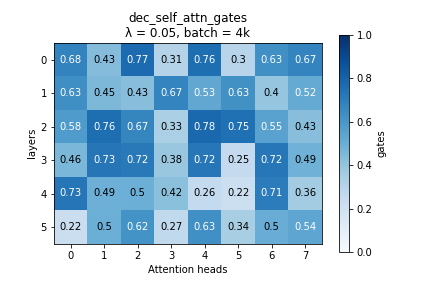 dec_self_attn_gates
λ = 0.05, batch = 4k
0 0.68 0.43 0.77 0.31 0.76 0.3 0.63 0.67
1 0.63 0.45 0.43 0.67 0.53 0.63 0.4 0.52
2 0.58 0.76 0.67 0.33 0.78 0.75 0.55 0.43
3 0.46 0.73 0.72 0.38 0.72 0.25 0.72 0.49
4 0.73 0.49 0.5 0.42 0.26 0.22 0.71 0.36
5 0.22 0.5 0.62 0.27 0.63 0.34 0.5 0.54
0 1 2 3 4 5 6 7
Attention heads
layers
1.0
0.8
0.6
0.4
0.2
0.0
gates